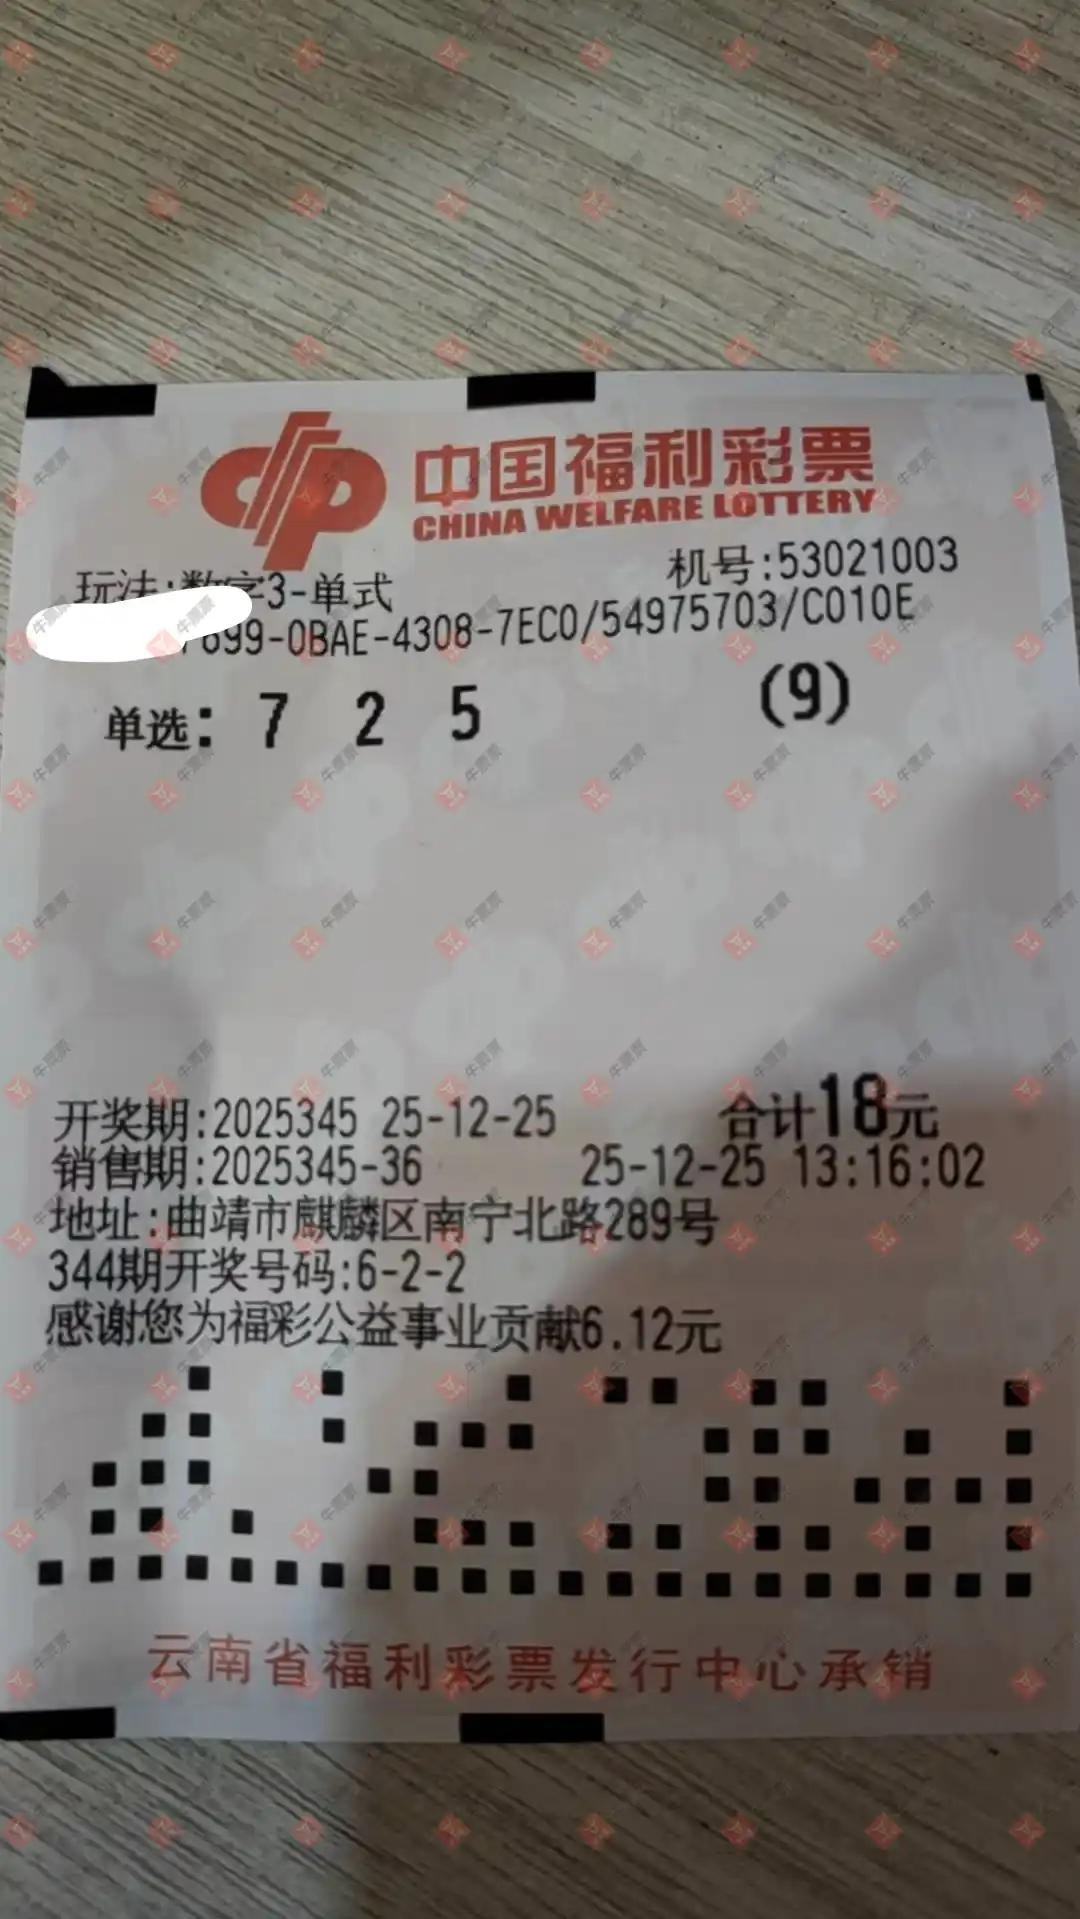 中国福利彩票
CHINA WELFARE LOTTERY
玩法:数字3-单式
机号:53021003
F699-0BAE-4308-7EC0/54975703/C010E
单选: 7 2 5 (9)
开奖期:2025345 25-12-25 合计18元
销售期:2025345-36 25-12-25 13:16:02
地址:曲靖市麒麟区南宁北路289号
344期开奖号码:6-2-2
感谢您为福彩公益事业贡献6.12元
云南省福利彩票发行中心承销